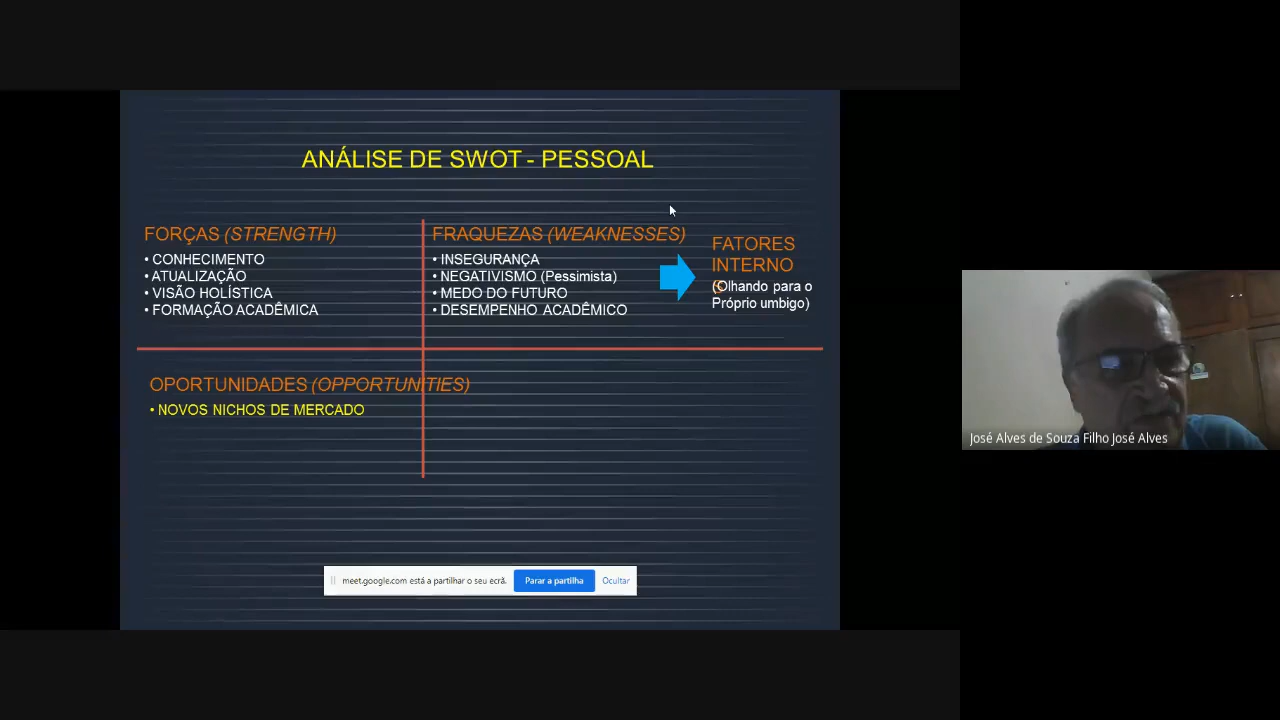 ANÁLISE DE SWOT - PESSOAL
FORÇAS (STRENGTH)
• CONHECIMENTO
• ATUALIZAÇÃO
• VISÃO HOLÍSTICA
• FORMAÇÃO ACADÊMICA
FRAQUEZAS (WEAKNESSES)
• INSEGURANÇA
• NEGATIVISMO (Pessimista)
• MEDO DO FUTURO
• DESEMPENHO ACADÊMICO
FATORES
INTERNO
S
(Olhando para o
Próprio umbigo)
OPORTUNIDADES (OPPORTUNITIES)
• NOVOS NICHOS DE MERCADO
meet.google.com está a partilhar o seu ecrã.
Parar a partilha
Ocultar
José Alves de Souza Filho José Alves